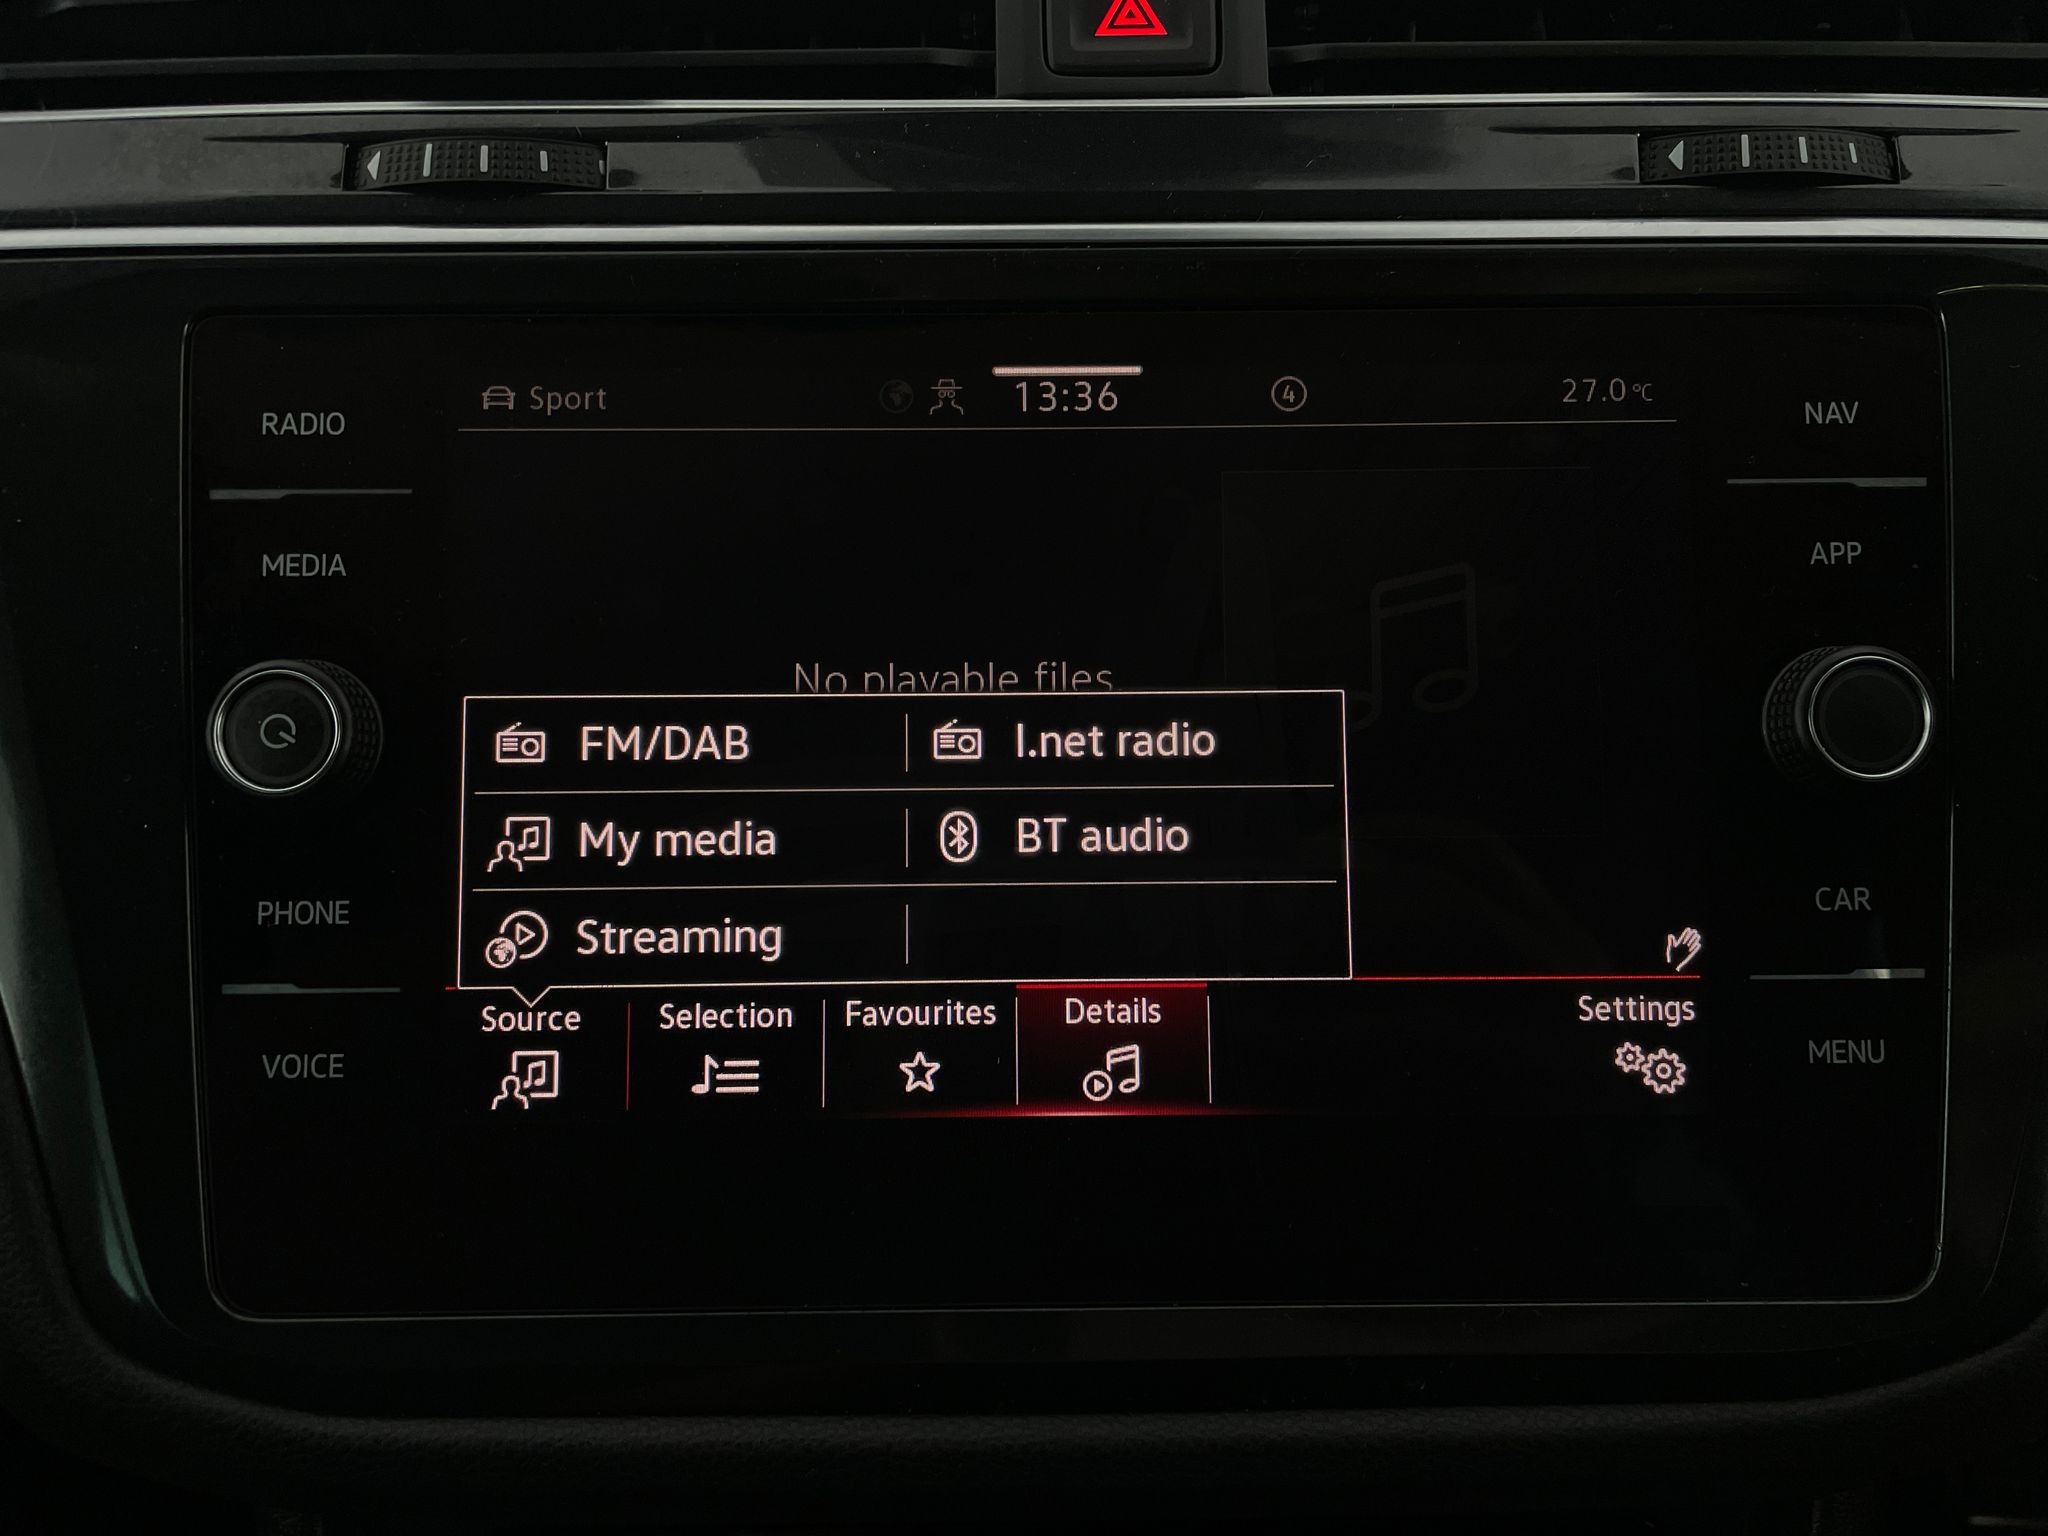 RADIO
Sport
13:36
4
27.0°C
NAV
MEDIA
APP
No playable files.
FM/DAB
I.net radio
My media
BT audio
PHONE
CAR
Streaming
Source
Selection
Favourites
Details
Settings
VOICE
MENU